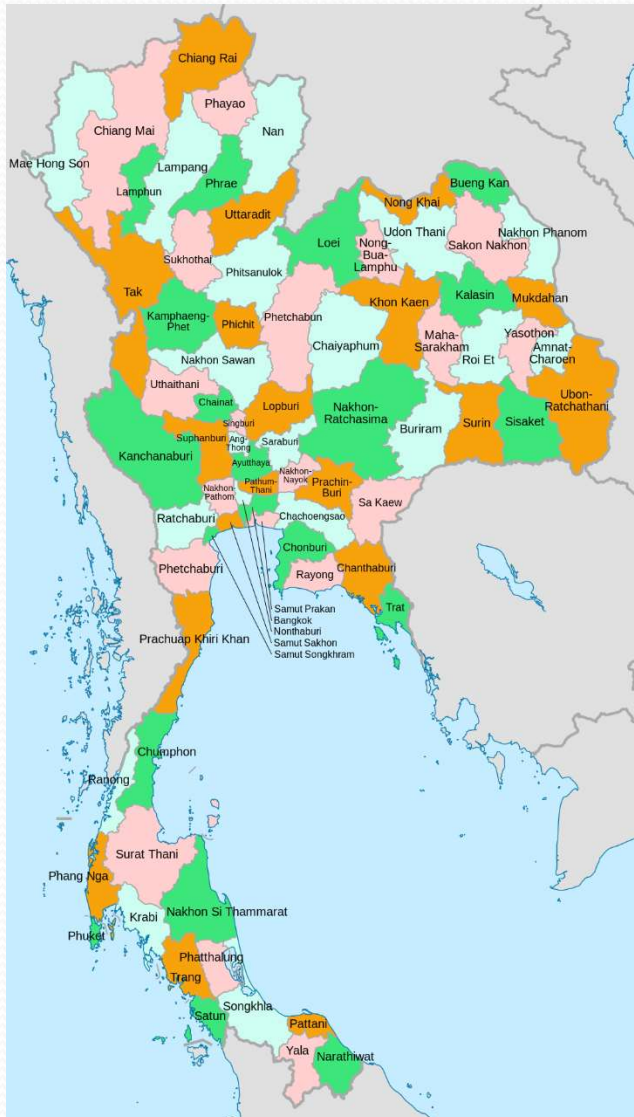 Chiang Rai
Phayao
Chiang Mai
Nan
Mae Hong Son
Lampang
Lamphun
Phrae
Uttaradit
Bueng Kan
Nong Khai
Loei
Udon Thani
Nakhon Phanom
Sakon Nakhon
Nong-
Bua-
Lamphu
Sukhothai
Phitsanulok
Tak
Khon Kaen
Kalasin
Mukdahan
Kamphaeng-
Phet
Phichit
Phetchabun
Chaiyaphum
Maha-
Sarakham
Roi Et
Yasothon
Amnat-
Charoen
Nakhon Sawan
Uthaithani
Chainat
Lopburi
Nakhon-
Ratchasima
Buriram
Surin
Sisaket
Ubon-
Ratchathani
Singburi
Suphanburi
Ang-
Thong
Saraburi
Kanchanaburi
Ayutthaya
Nakhon-
Nayok
Pathum-
Thani
Prachin-
Buri
Nakhon-
Pathom
Sa Kaew
Ratchaburi
Chachoengsao
Chonburi
Phetchaburi
Rayong
Chanthaburi
Trat
Samut Prakan
Bangkok
Nonthaburi
Samut Sakhon
Samut Songkhram
Prachuap Khiri Khan
Chumphon
Ranong
Surat Thani
Phang Nga
Nakhon Si Thammarat
Krabi
Phuket
Phatthalung
Trang
Songkhla
Satun
Pattani
Yala
Narathiwat